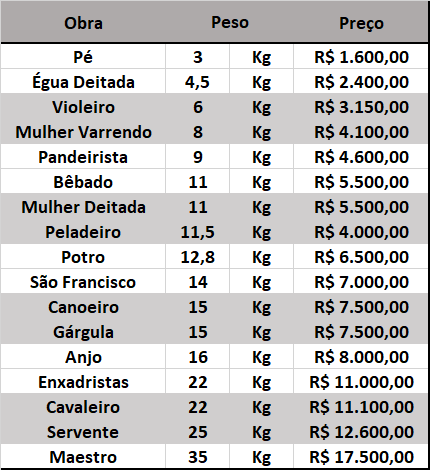 Obra Peso Preço
Pé 3 Kg R$ 1.600,00
Égua Deitada 4,5 Kg R$ 2.400,00
Violeiro 6 Kg R$ 3.150,00
Mulher Varrendo 8 Kg R$ 4.100,00
Pandeirista 9 Kg R$ 4.600,00
Bêbado 11 Kg R$ 5.500,00
Mulher Deitada 11 Kg R$ 5.500,00
Peladeiro 11,5 Kg R$ 4.000,00
Potro 12,8 Kg R$ 6.500,00
São Francisco 14 Kg R$ 7.000,00
Canoeiro 15 Kg R$ 7.500,00
Gárgula 15 Kg R$ 7.500,00
Anjo 16 Kg R$ 8.000,00
Enxadristas 22 Kg R$ 11.000,00
Cavaleiro 22 Kg R$ 11.100,00
Servente 25 Kg R$ 12.600,00
Maestro 35 Kg R$ 17.500,00